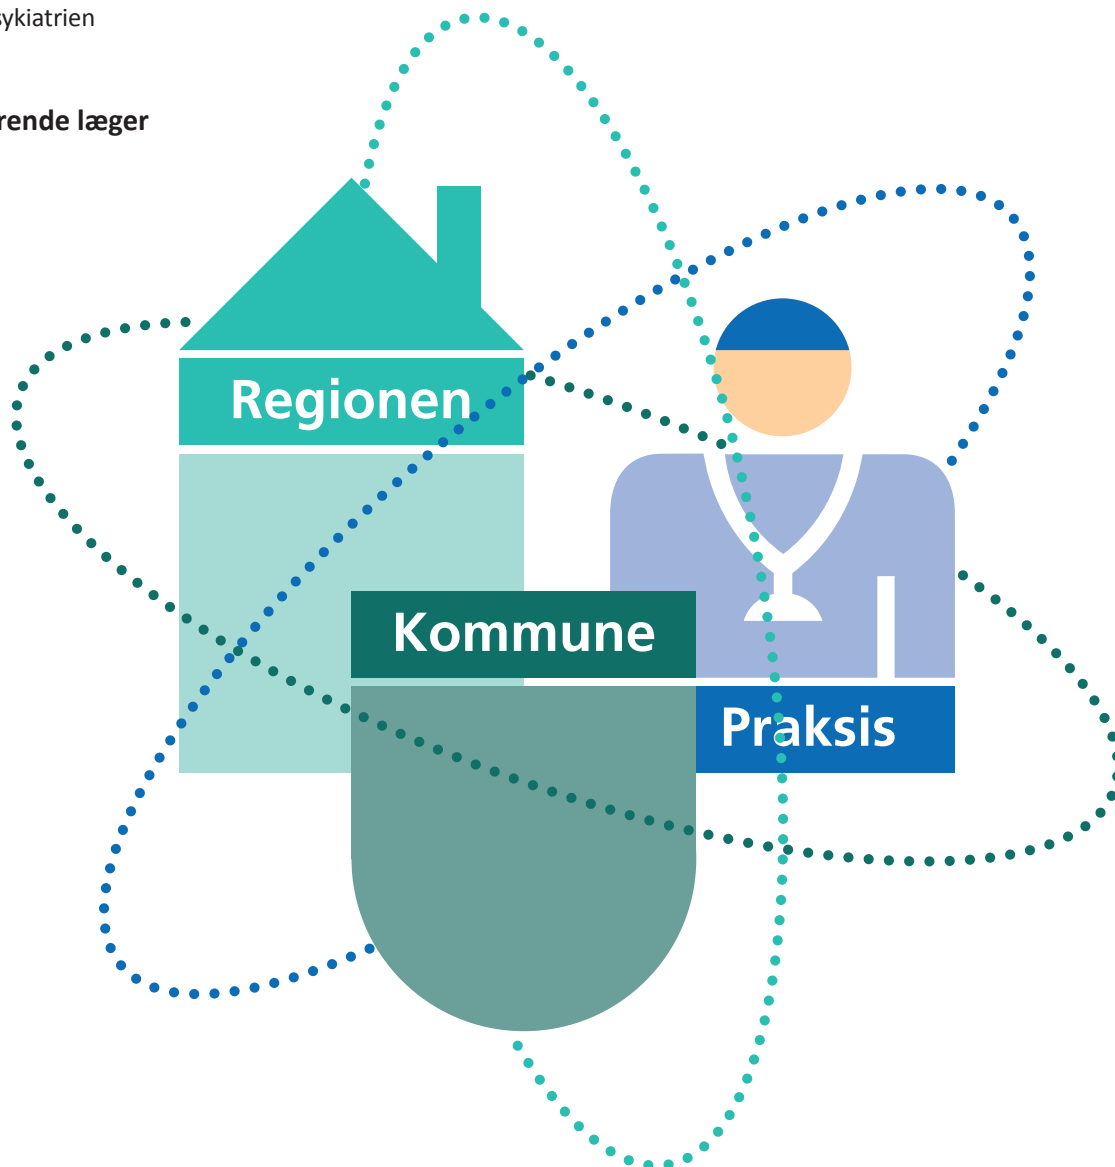 sykiatrien
rende læger
Regionen
Kommune
Praksis